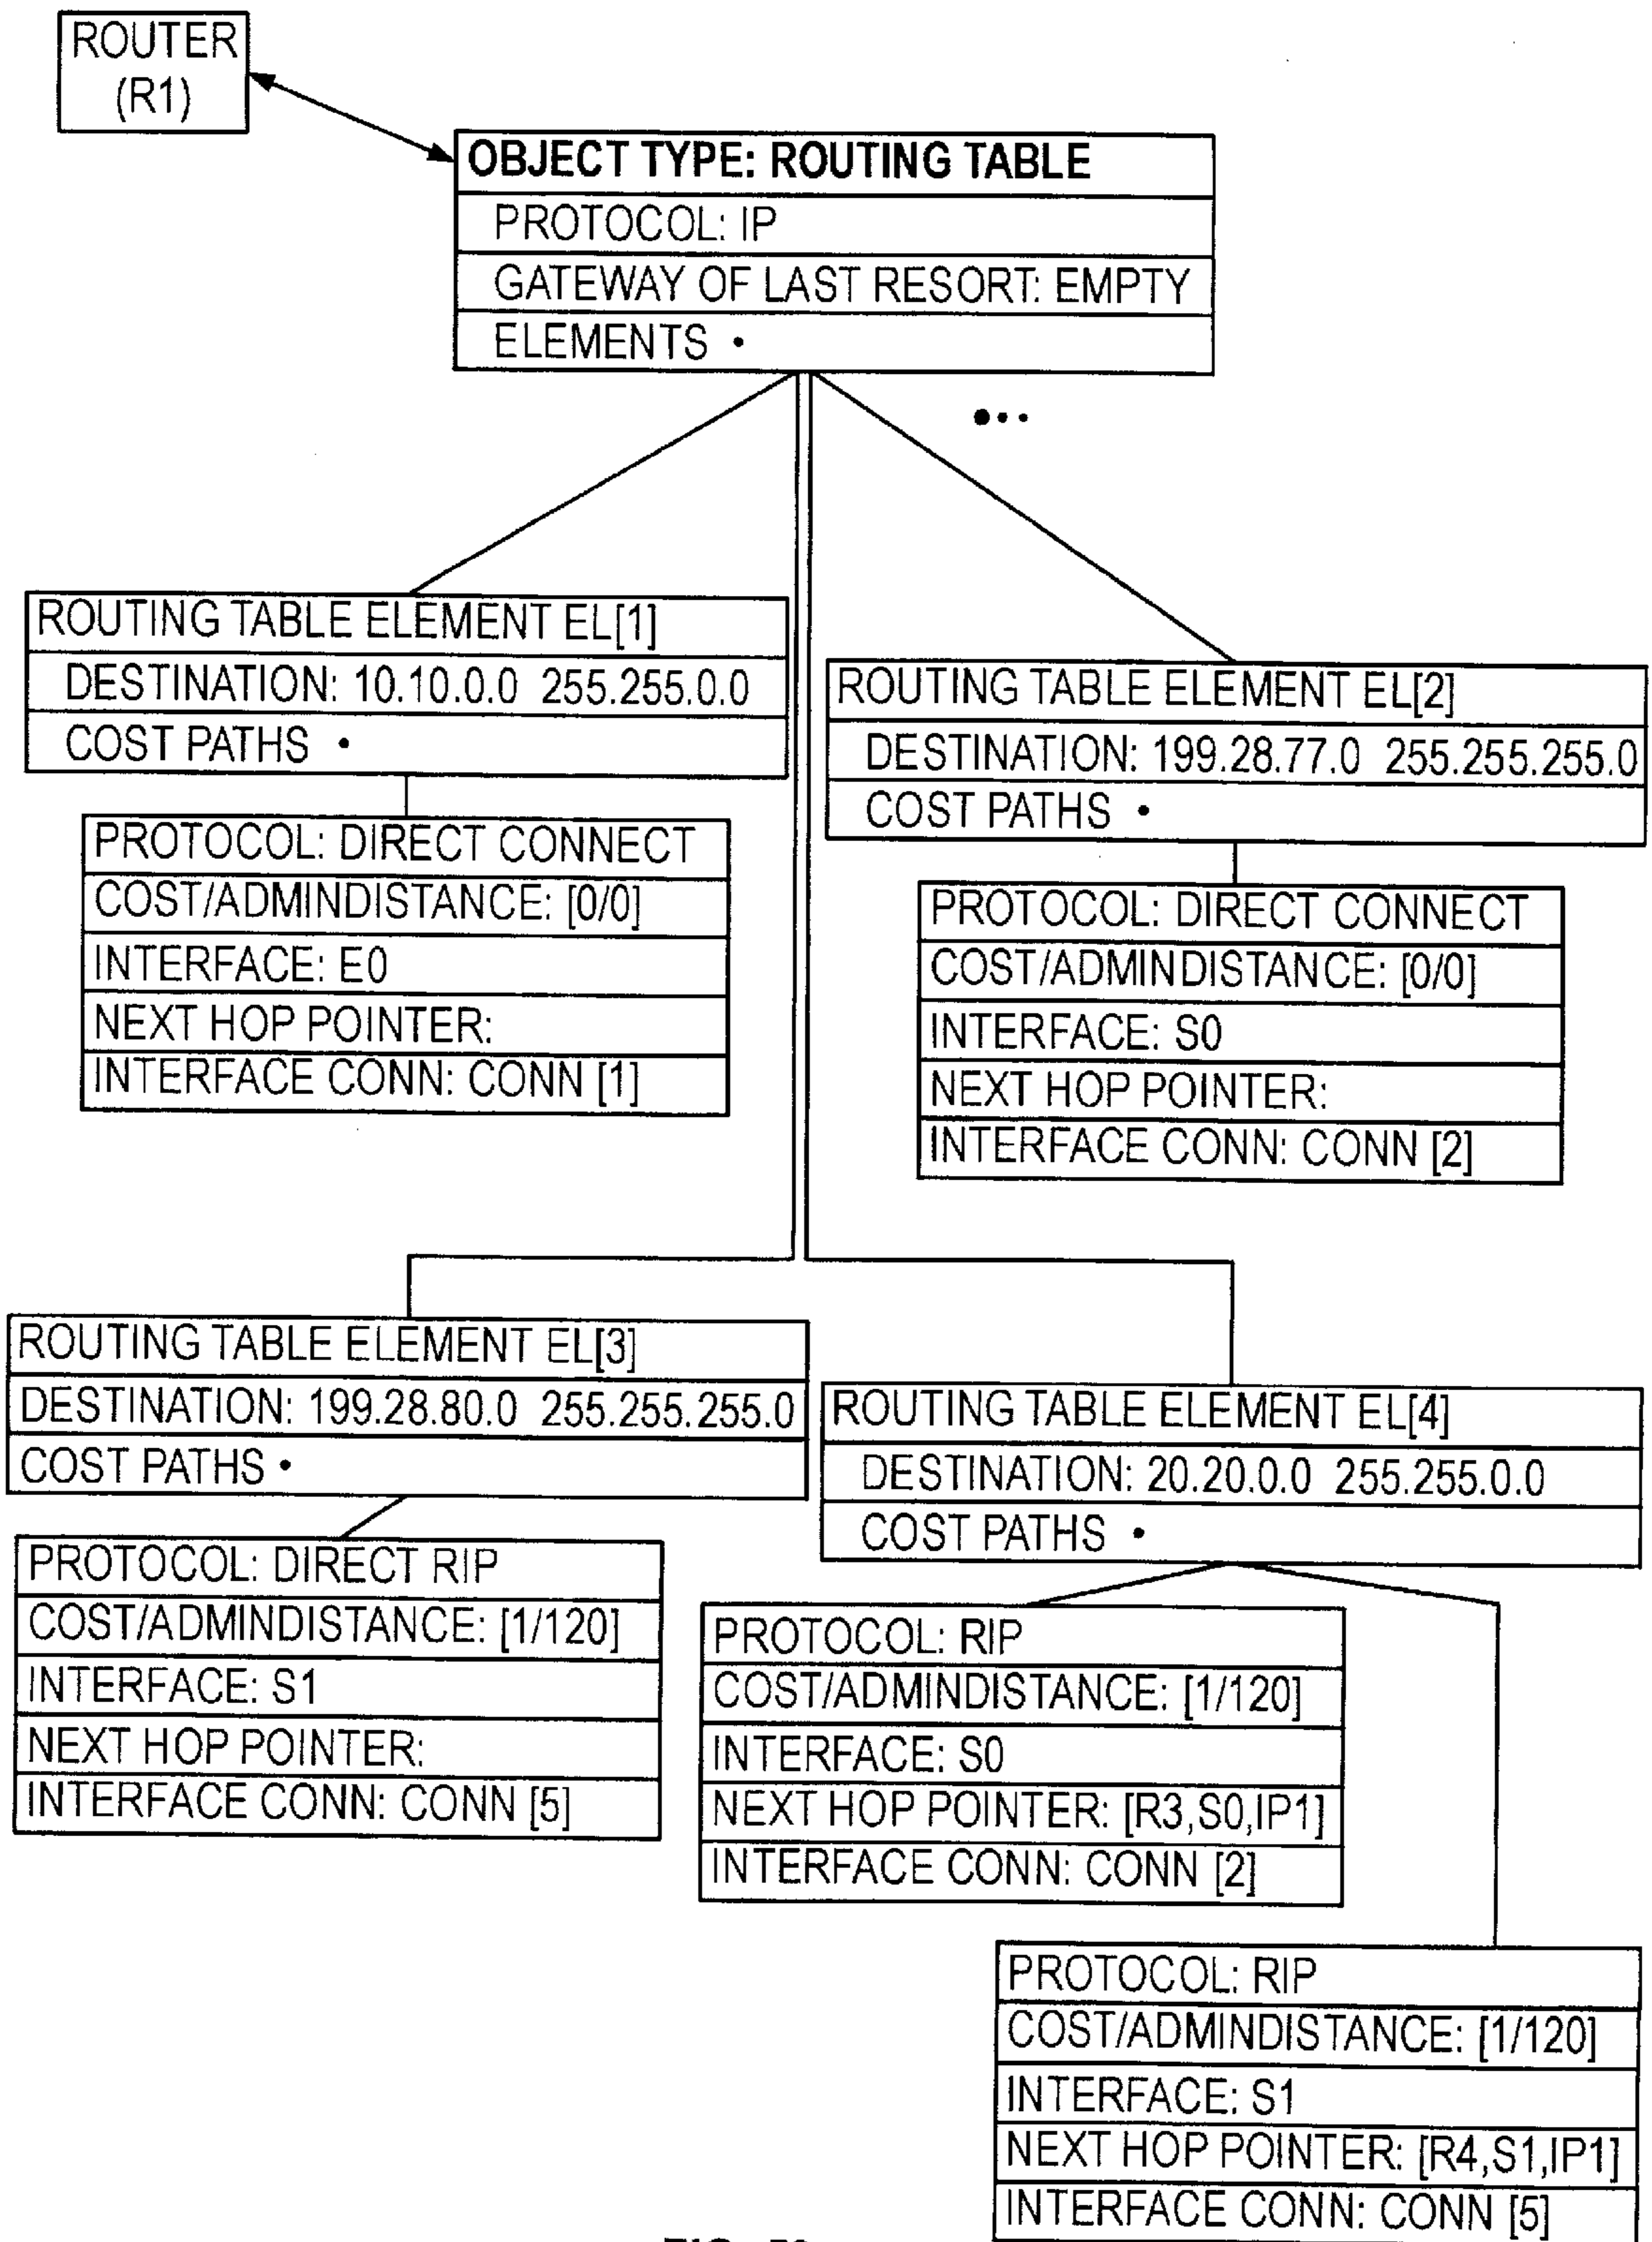 ROUTER
(R1)
OBJECT TYPE: ROUTING TABLE
PROTOCOL: IP
GATEWAY OF LAST RESORT: EMPTY
ELEMENTS •
ROUTING TABLE ELEMENT EL[1]
DESTINATION: 10.10.0.0 255.255.0.0
COST PATHS •
PROTOCOL: DIRECT CONNECT
COST/ADMINDISTANCE: [0/0]
INTERFACE: E0
NEXT HOP POINTER:
INTERFACE CONN: CONN [1]
ROUTING TABLE ELEMENT EL[2]
DESTINATION: 199.28.77.0 255.255.255.0
COST PATHS •
PROTOCOL: DIRECT CONNECT
COST/ADMINDISTANCE: [0/0]
INTERFACE: S0
NEXT HOP POINTER:
INTERFACE CONN: CONN [2]
ROUTING TABLE ELEMENT EL[3]
DESTINATION: 199.28.80.0 255.255.255.0
COST PATHS •
PROTOCOL: DIRECT RIP
COST/ADMINDISTANCE: [1/120]
INTERFACE: S1
NEXT HOP POINTER:
INTERFACE CONN: CONN [5]
ROUTING TABLE ELEMENT EL[4]
DESTINATION: 20.20.0.0 255.255.0.0
COST PATHS •
PROTOCOL: RIP
COST/ADMINDISTANCE: [1/120]
INTERFACE: S0
NEXT HOP POINTER: [R3,S0,IP1]
INTERFACE CONN: CONN [2]
PROTOCOL: RIP
COST/ADMINDISTANCE: [1/120]
INTERFACE: S1
NEXT HOP POINTER: [R4,S1,IP1]
INTERFACE CONN: CONN [5]